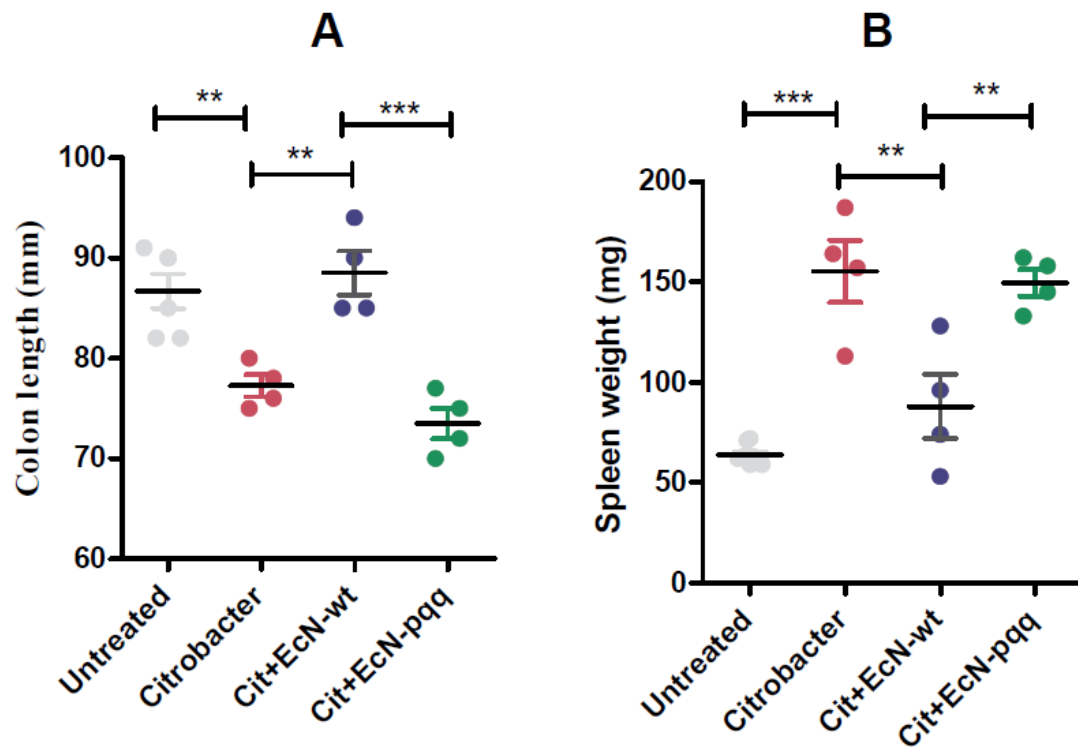 A
**
***
**
Colon length (mm)
100
90
80
70
60
Untreated
Citrobacter
Cit+EcN-wt
Cit+EcN-pqq
B
***
**
**
Spleen weight (mg)
200
150
100
50
0
Untreated
Citrobacter
Cit+EcN-wt
Cit+EcN-pqq